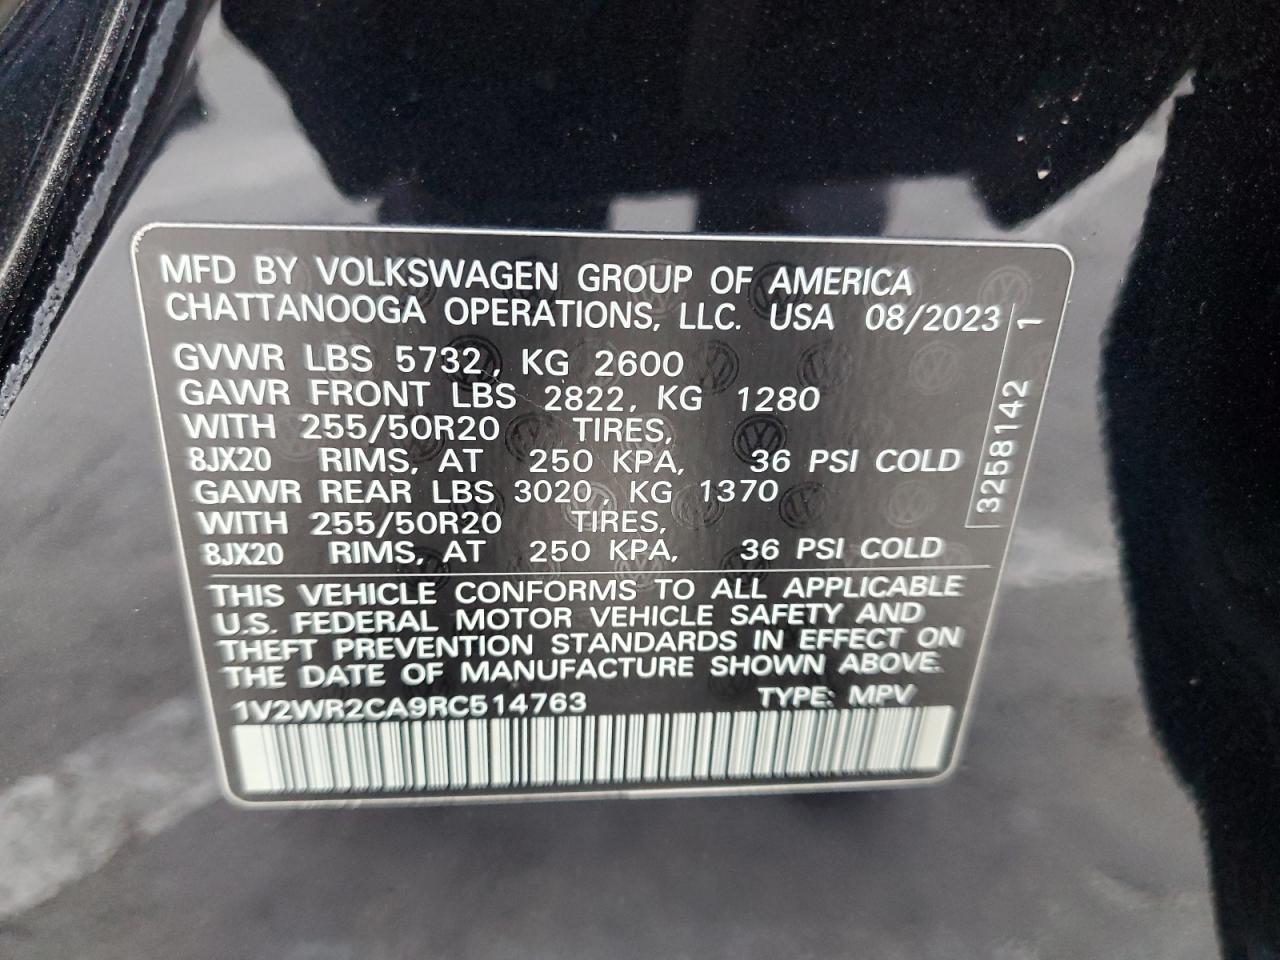 MFD BY VOLKSWAGEN GROUP OF AMERICA
CHATTANOOGA OPERATIONS, LLC. USA 08/2023
GVWR LBS 5732, KG 2600
GAWR FRONT LBS 2822, KG 1280
WITH 255/50R20 TIRES,
8JX20 RIMS, AT 250 KPA, 36 PSI COLD
GAWR REAR LBS 3020, KG 1370
WITH 255/50R20 TIRES,
8JX20 RIMS, AT 250 KPA, 36 PSI COLD
THIS VEHICLE CONFORMS TO ALL APPLICABLE
U.S. FEDERAL MOTOR VEHICLE SAFETY AND
THEFT PREVENTION STANDARDS IN EFFECT ON
THE DATE OF MANUFACTURE SHOWN ABOVE.
1V2WR2CA9RC514763 TYPE: MPV
3258142 1